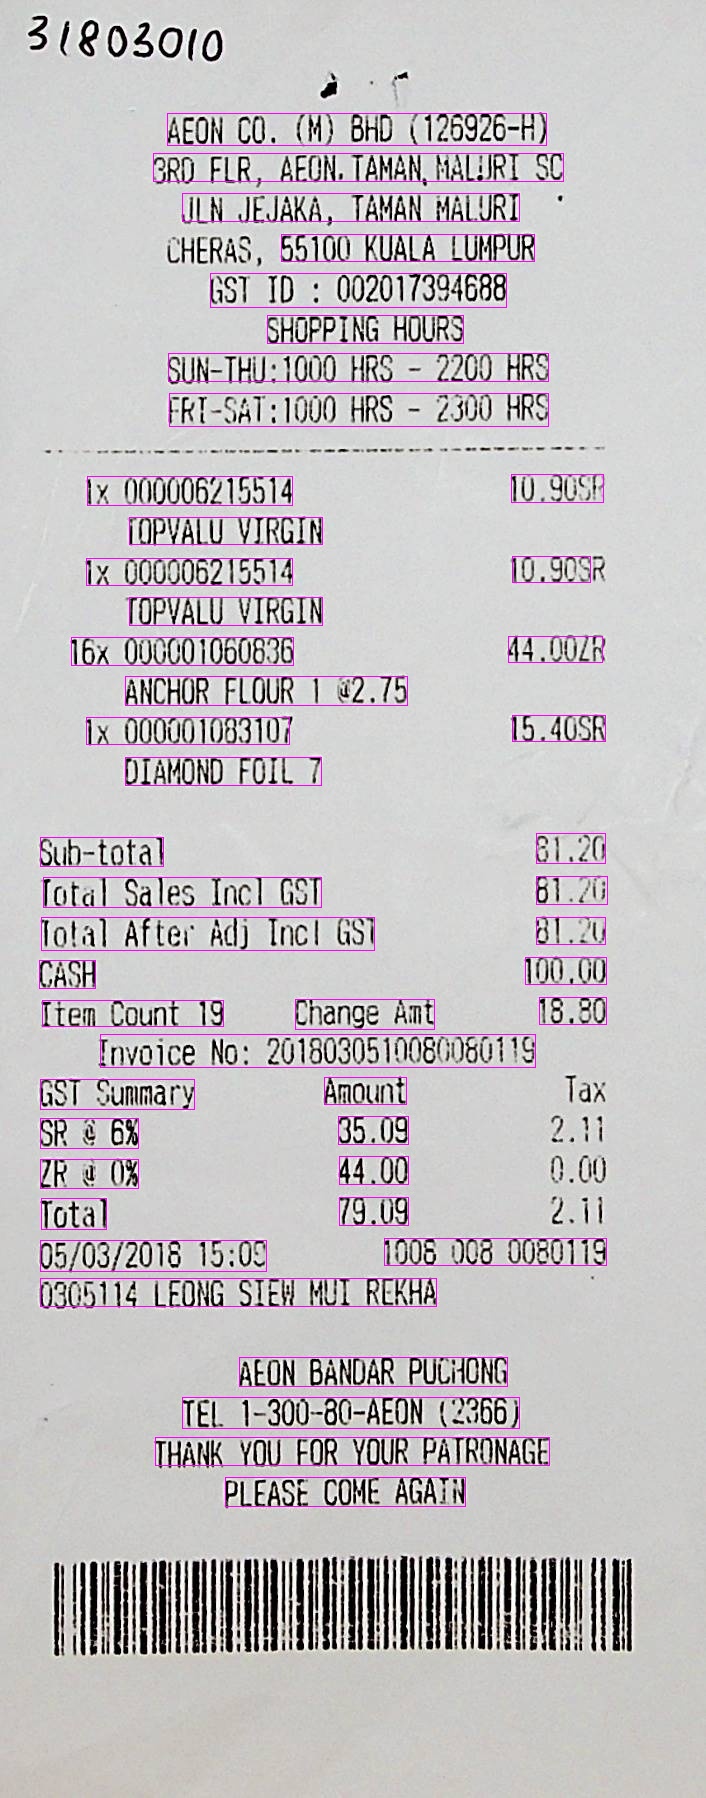 31803010
AEON CO. (M) BHD (126926-H)
3RD FLR, AEON. TAMAN, MALURI SC
JLN JEJAKA, TAMAN MALURI
CHERAS, 55100 KUALA LUMPUR
GST ID : 002017394688
SHOPPING HOURS
SUN-THU:1000 HRS - 2200 HRS
FRI-SAT:1000 HRS - 2300 HRS
1x 000006215514 10.90SR
TOPVALU VIRGIN
1x 000006215514 10.90SR
TOPVALU VIRGIN
16x 000001060836 44.00ZR
ANCHOR FLOUR 1 @2.75
1x 000001083107 15.40SR
DIAMOND FOIL 7
Sub-total 81.20
Total Sales Incl GST 81.20
Total After Adj Incl GST 81.20
CASH 100.00
Item Count 19 Change Amt 18.80
Invoice No: 2018030510080080119
GST Summary Amount Tax
SR @ 6% 35.09 2.11
ZR @ 0% 44.00 0.00
Total 79.09 2.11
05/03/2018 15:09 1008 008 0080119
0305114 LEONG SIEW MUI REKHA
AEON BANDAR PUCHONG
TEL 1-300-80-AEON (2366)
THANK YOU FOR YOUR PATRONAGE
PLEASE COME AGAIN